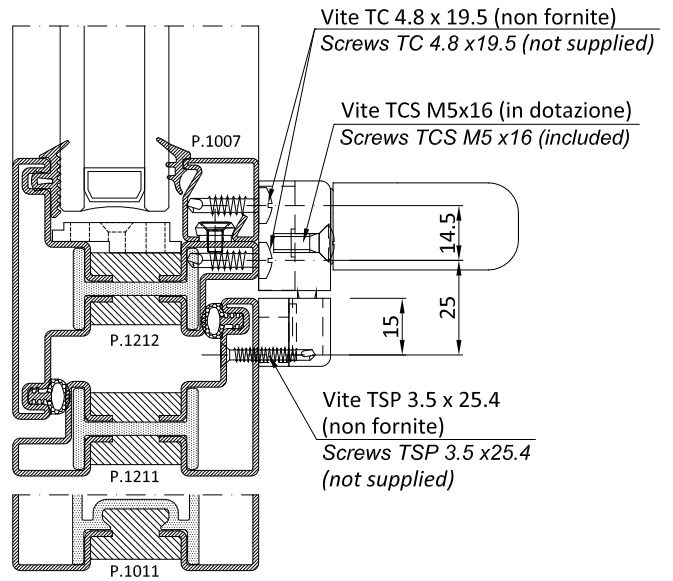 Vite TC 4.8 x 19.5 (non fornite)
Screws TC 4.8 x19.5 (not supplied)
Vite TCS M5x16 (in dotazione)
Screws TCS M5 x16 (included)
P.1007
14.5
25
15
P.1212
Vite TSP 3.5 x 25.4
(non fornite)
Screws TSP 3.5 x25.4
(not supplied)
P.1211
P.1011